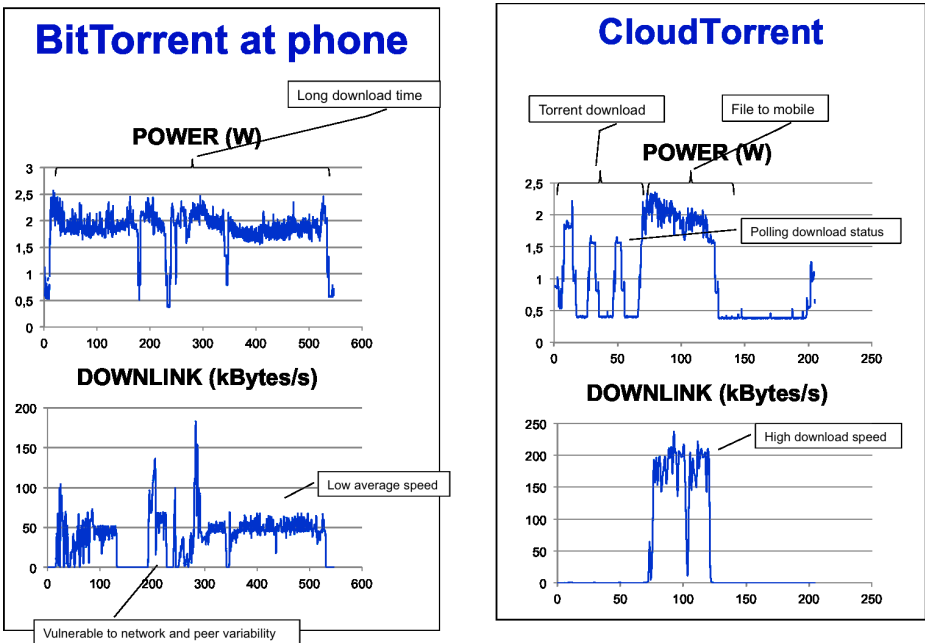 BitTorrent at phone
Long download time
POWER (W)
3
2,5
2
1,5
1
0,5
0
0 100 200 300 400 500 600
DOWNLINK (kBytes/s)
200
150
100
50
0
Low average speed
0 100 200 300 400 500 600
Vulnerable to network and peer variability
CloudTorrent
Torrent download
File to mobile
POWER (W)
2,5
2
1,5
1
0,5
0
Polling download status
0 50 100 150 200 250
DOWNLINK (kBytes/s)
250
200
150
100
50
0
High download speed
0 50 100 150 200 250